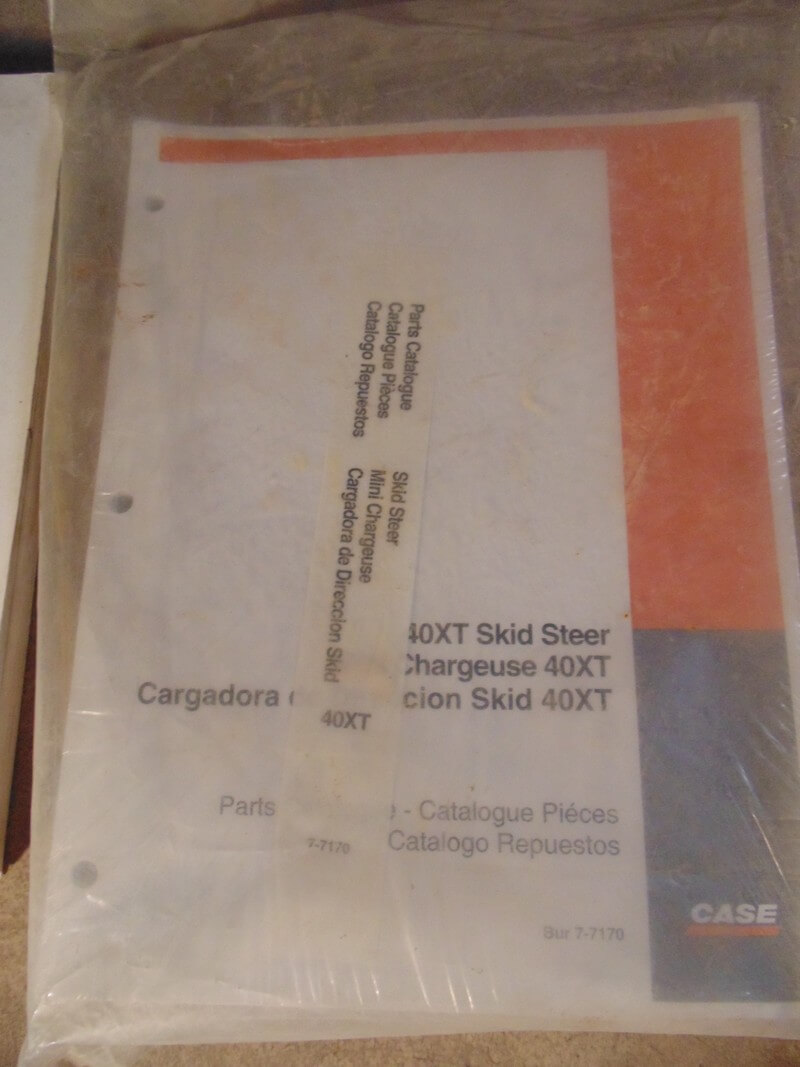 Parts Catalogue
Catalogue Pièces
Catalogo Repuestos
Skid Steer
Mini Chargeuse
Cargadora de Direccion Skid
40XT
7-7170
40XT Skid Steer
Chargeuse 40XT
Cargadora cion Skid 40XT
Parts - Catalogue Piéces
Catalogo Repuestos
Bur 7-7170
CASE